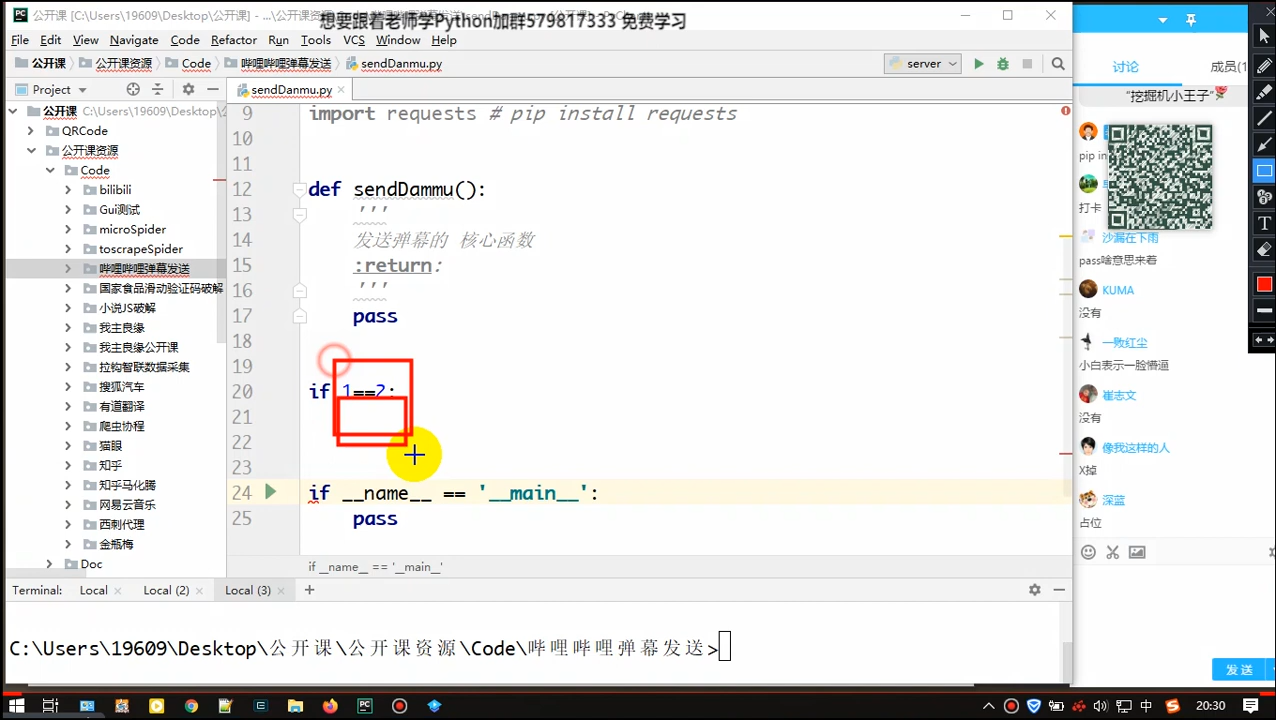 公开课 [C:\Users\19609\Desktop\公开课] - ...\公开课资源\
想要跟着老师学Python加群579817333 免费学习
File Edit View Navigate Code Refactor Run Tools VCS Window Help
公开课 公开课资源 Code 哔哩哔哩弹幕发送 sendDanmu.py
server
讨论 成员(1
Project
sendDanmu.py
“挖掘机小王子”
公开课 C:\Users\19609\Desktop\2
QRCode
公开课资源
Code
bilibili
Gui测试
microSpider
toscrapeSpider
哔哩哔哩弹幕发送
国家食品滑动验证码破解
小说JS破解
我主良缘
我主良缘公开课
拉构智联数据采集
搜狐汽车
有道翻译
爬虫协程
猫眼
知乎
知乎马化腾
网易云音乐
西刺代理
金瓶梅
Doc
9 import requests # pip install requests
10
11
12 def sendDammu():
13 '''
14 发送弹幕的 核心函数
15 :return:
16 '''
17 pass
18
19
20 if 1==2:
21
22
23
24 if __name__ == '__main__':
25 pass
if __name__ == '__main__'
pip in
打卡
沙漏在下雨
pass啥意思来着
KUMA
没有
一败红尘
小白表示一脸懵逼
崔志文
没有
像我这样的人
X掉
深蓝
占位
发送
Terminal: Local Local (2) Local (3)
C:\Users\19609\Desktop\公开课\公开课资源\Code\哔哩哔哩弹幕发送>
中 20:30